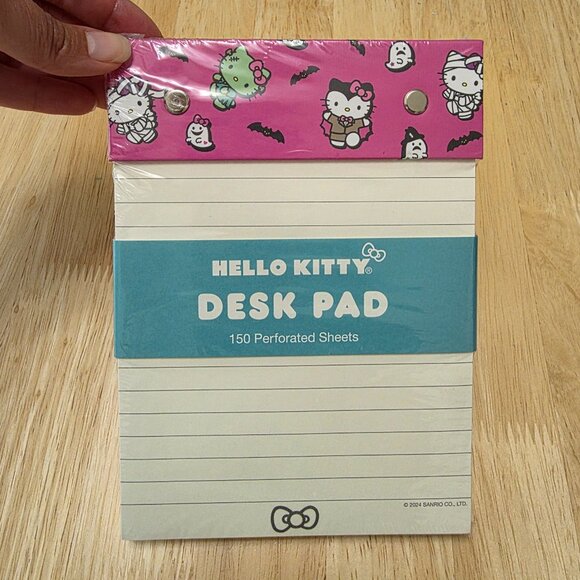 HELLO KITTY®
DESK PAD
150 Perforated Sheets
© 2024 SANRIO CO., LTD.